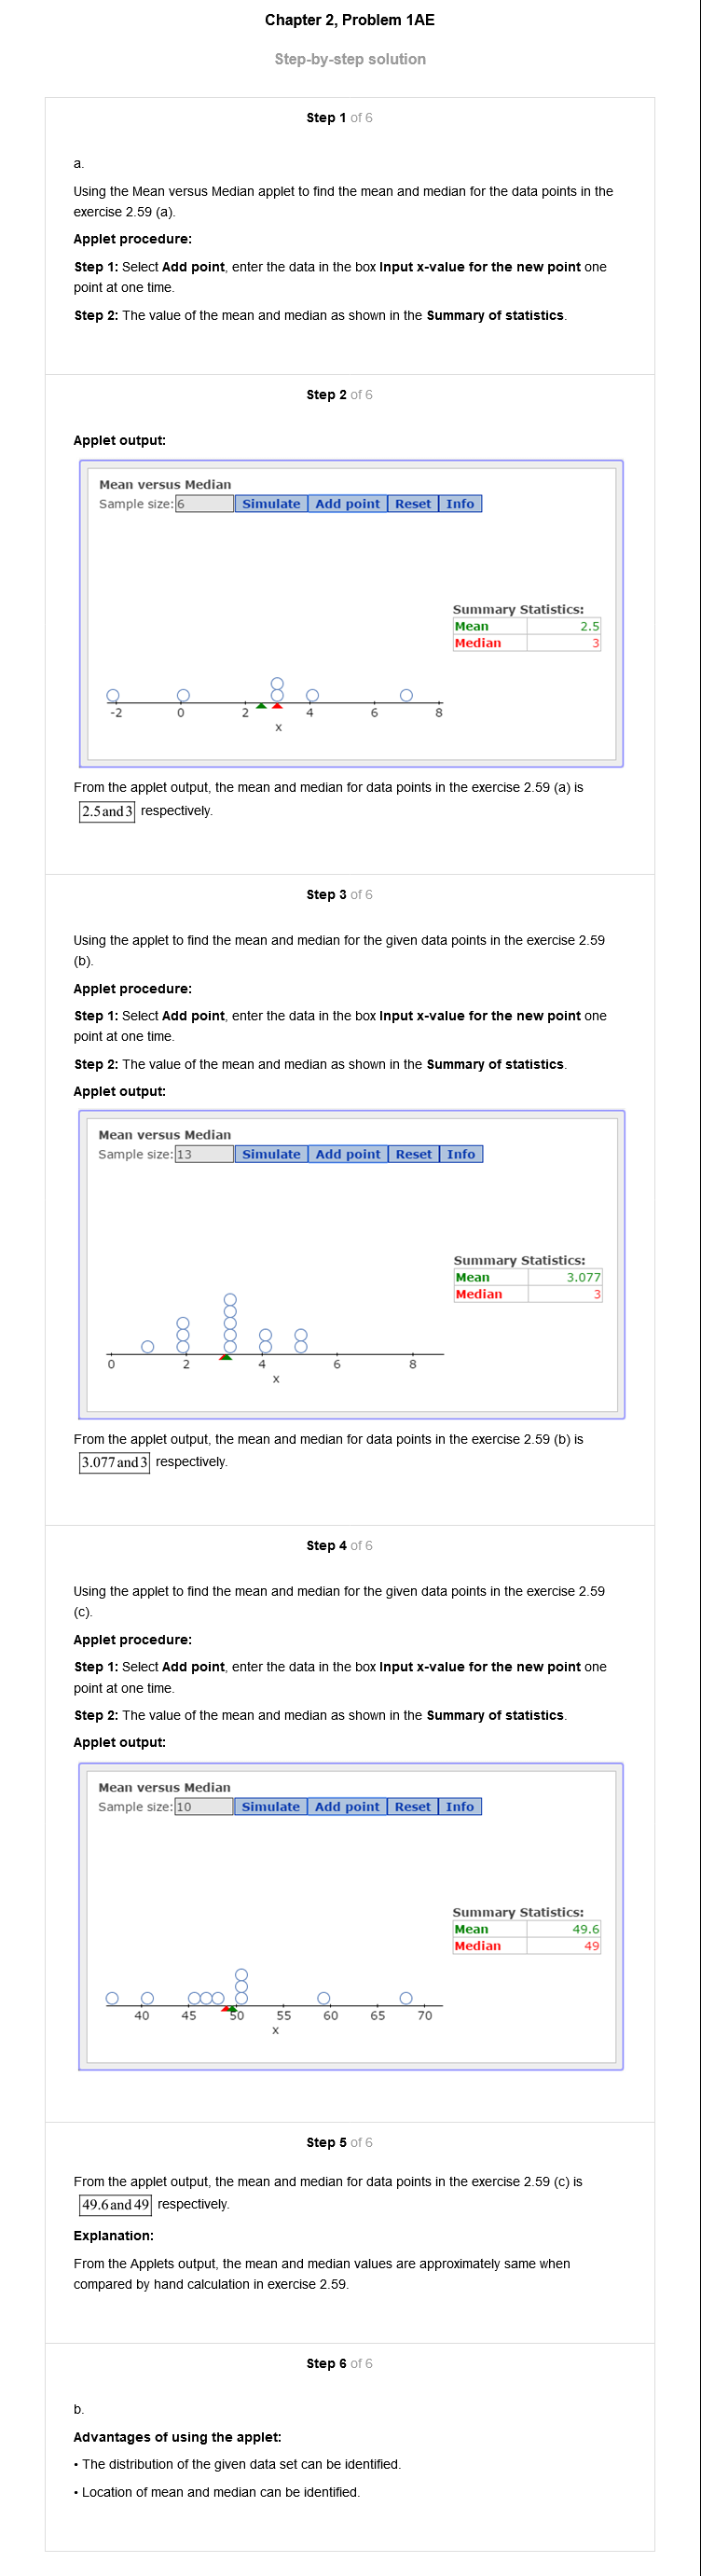 Chapter 2, Problem 1AE
Step-by-step solution
Step 1 of 6
a.
Using the Mean versus Median applet to find the mean and median for the data points in the
exercise 2.59 (a).
Applet procedure:
Step 1: Select Add point, enter the data in the box Input x-value for the new point one
point at one time.
Step 2: The value of the mean and median as shown in the Summary of statistics.
Step 2 of 6
Applet output:
Mean versus Median
Sample size: 6 Simulate Add point Reset Info
Summary Statistics:
Mean 2.5
Median 3
-2 0 2 4 6 8
x
From the applet output, the mean and median for data points in the exercise 2.59 (a) is
2.5 and 3 respectively.
Step 3 of 6
Using the applet to find the mean and median for the given data points in the exercise 2.59
(b).
Applet procedure:
Step 1: Select Add point, enter the data in the box Input x-value for the new point one
point at one time.
Step 2: The value of the mean and median as shown in the Summary of statistics.
Applet output:
Mean versus Median
Sample size: 13 Simulate Add point Reset Info
Summary Statistics:
Mean 3.077
Median 3
0 2 4 6 8
x
From the applet output, the mean and median for data points in the exercise 2.59 (b) is
3.077 and 3 respectively.
Step 4 of 6
Using the applet to find the mean and median for the given data points in the exercise 2.59
(c).
Applet procedure:
Step 1: Select Add point, enter the data in the box Input x-value for the new point one
point at one time.
Step 2: The value of the mean and median as shown in the Summary of statistics.
Applet output:
Mean versus Median
Sample size: 10 Simulate Add point Reset Info
Summary Statistics:
Mean 49.6
Median 49
40 45 50 55 60 65 70
x
Step 5 of 6
From the applet output, the mean and median for data points in the exercise 2.59 (c) is
49.6 and 49 respectively.
Explanation:
From the Applets output, the mean and median values are approximately same when
compared by hand calculation in exercise 2.59.
Step 6 of 6
b.
Advantages of using the applet:
• The distribution of the given data set can be identified.
• Location of mean and median can be identified.